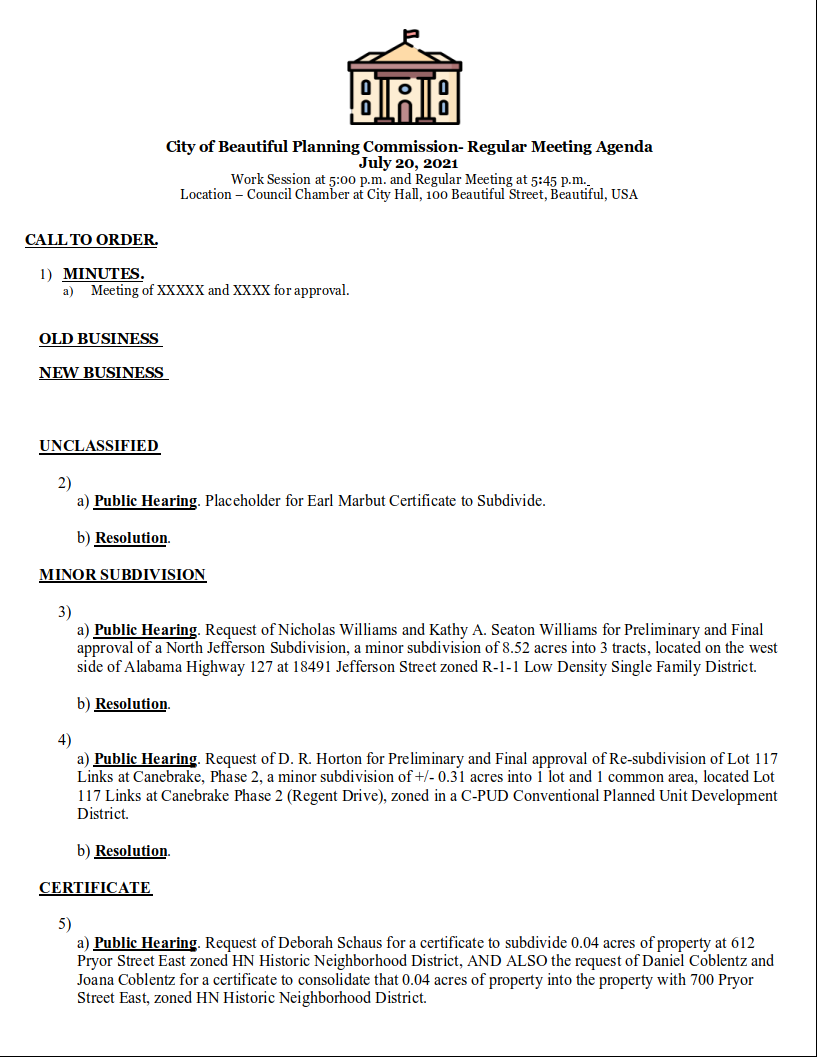 City of Beautiful Planning Commission- Regular Meeting Agenda
July 20, 2021
Work Session at 5:00 p.m. and Regular Meeting at 5:45 p.m.
Location – Council Chamber at City Hall, 100 Beautiful Street, Beautiful, USA
CALL TO ORDER.
1) MINUTES.
a) Meeting of XXXXX and XXXX for approval.
OLD BUSINESS
NEW BUSINESS
UNCLASSIFIED
2)
a) Public Hearing. Placeholder for Earl Marbut Certificate to Subdivide.
b) Resolution.
MINOR SUBDIVISION
3)
a) Public Hearing. Request of Nicholas Williams and Kathy A. Seaton Williams for Preliminary and Final
approval of a North Jefferson Subdivision, a minor subdivision of 8.52 acres into 3 tracts, located on the west
side of Alabama Highway 127 at 18491 Jefferson Street zoned R-1-1 Low Density Single Family District.
b) Resolution.
4)
a) Public Hearing. Request of D. R. Horton for Preliminary and Final approval of Re-subdivision of Lot 117
Links at Canebrake, Phase 2, a minor subdivision of +/- 0.31 acres into 1 lot and 1 common area, located Lot
117 Links at Canebrake Phase 2 (Regent Drive), zoned in a C-PUD Conventional Planned Unit Development
District.
b) Resolution.
CERTIFICATE
5)
a) Public Hearing. Request of Deborah Schaus for a certificate to subdivide 0.04 acres of property at 612
Pryor Street East zoned HN Historic Neighborhood District, AND ALSO the request of Daniel Coblentz and
Joana Coblentz for a certificate to consolidate that 0.04 acres of property into the property with 700 Pryor
Street East, zoned HN Historic Neighborhood District.